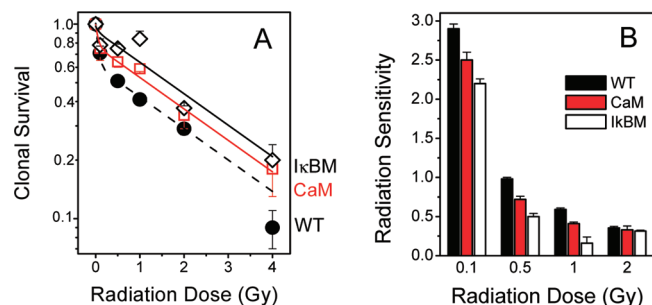 A
Clonal Survival
1.0
0.8
0.6
0.4
0.2
0.1
0 1 2 3 4
Radiation Dose (Gy)
IκBM
CaM
WT
B
Radiation Sensitivity
3.0
2.5
2.0
1.5
1.0
0.5
0.0
WT
CaM
IkBM
0.1 0.5 1 2
Radiation Dose (Gy)